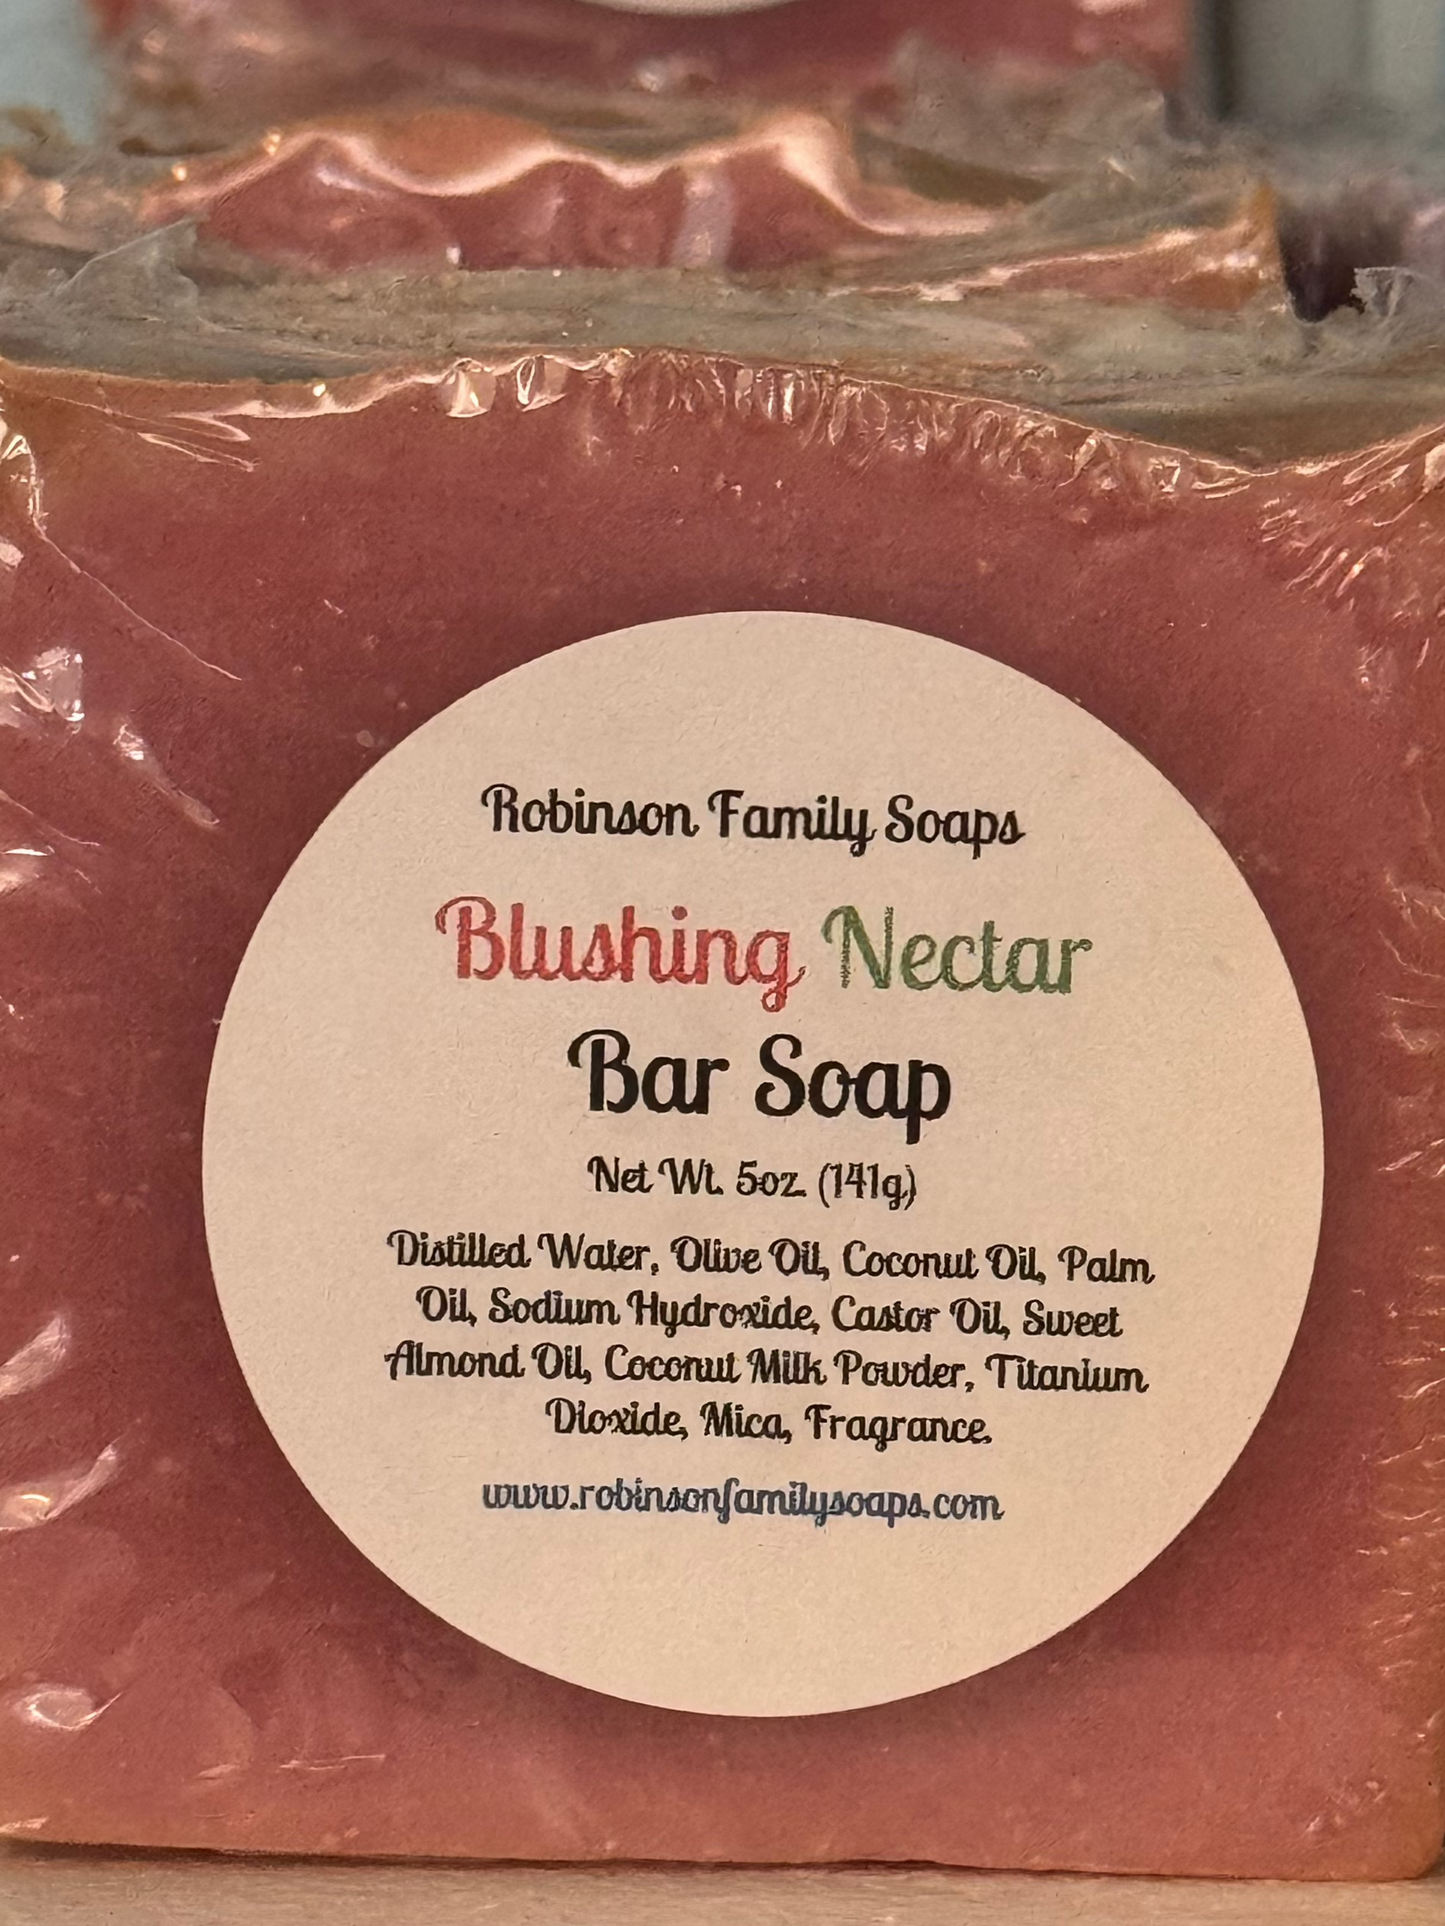 Robinson Family Soaps
Blushing Nectar
Bar Soap
Net Wt. 5oz. (141g)
Distilled Water, Olive Oil, Coconut Oil, Palm
Oil, Sodium Hydroxide, Castor Oil, Sweet
Almond Oil, Coconut Milk Powder, Titanium
Dioxide, Mica, Fragrance.
www.robinsonfamilysoaps.com